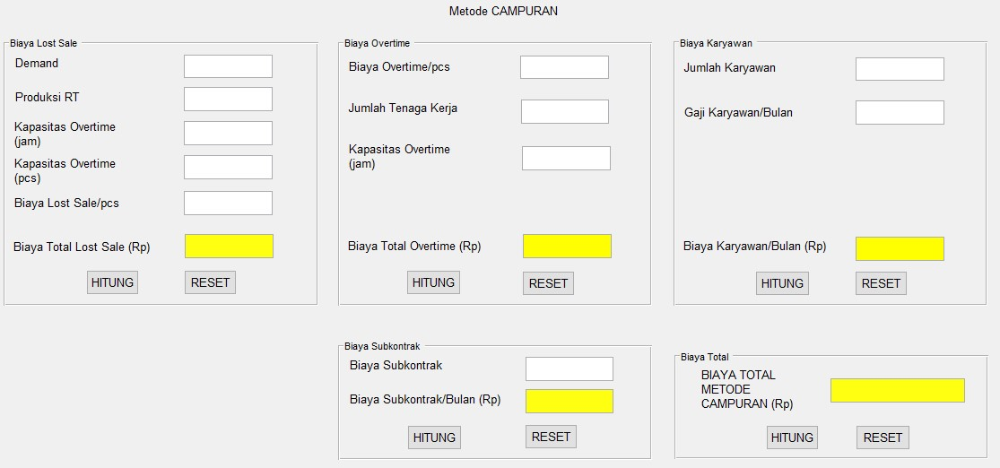 Metode CAMPURAN
Biaya Lost Sale
Demand
Produksi RT
Kapasitas Overtime
(jam)
Kapasitas Overtime
(pcs)
Biaya Lost Sale/pcs
Biaya Total Lost Sale (Rp)
HITUNG
RESET
Biaya Overtime
Biaya Overtime/pcs
Jumlah Tenaga Kerja
Kapasitas Overtime
(jam)
Biaya Total Overtime (Rp)
HITUNG
RESET
Biaya Karyawan
Jumlah Karyawan
Gaji Karyawan/Bulan
Biaya Karyawan/Bulan (Rp)
HITUNG
RESET
Biaya Subkontrak
Biaya Subkontrak
Biaya Subkontrak/Bulan (Rp)
HITUNG
RESET
Biaya Total
BIAYA TOTAL
METODE
CAMPURAN (Rp)
HITUNG
RESET